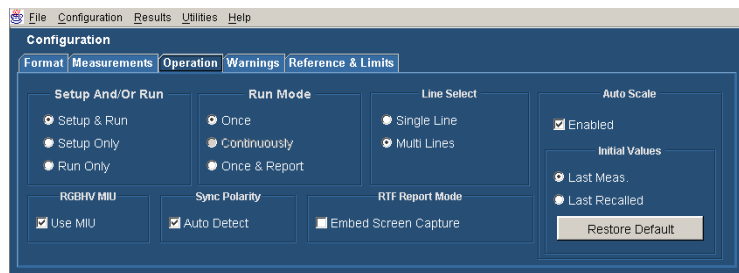 File Configuration Results Utilities Help
Configuration
Format Measurements Operation Warnings Reference & Limits
Setup And/Or Run
Setup & Run
Setup Only
Run Only
Run Mode
Once
Continuously
Once & Report
Line Select
Single Line
Multi Lines
Auto Scale
Enabled
Initial Values
Last Meas.
Last Recalled
Restore Default
RGBHV MIU
Use MIU
Sync Polarity
Auto Detect
RTF Report Mode
Embed Screen Capture